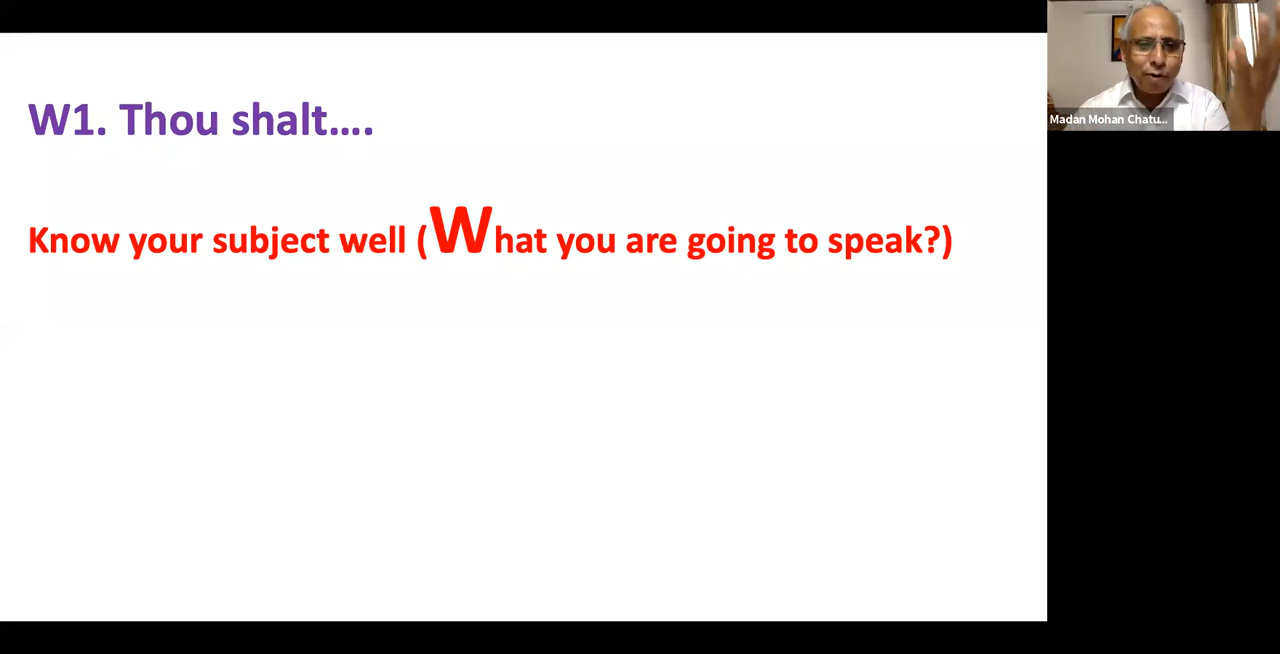 W1. Thou shalt....
Know your subject well (What you are going to speak?)
Madan Mohan Chatu...